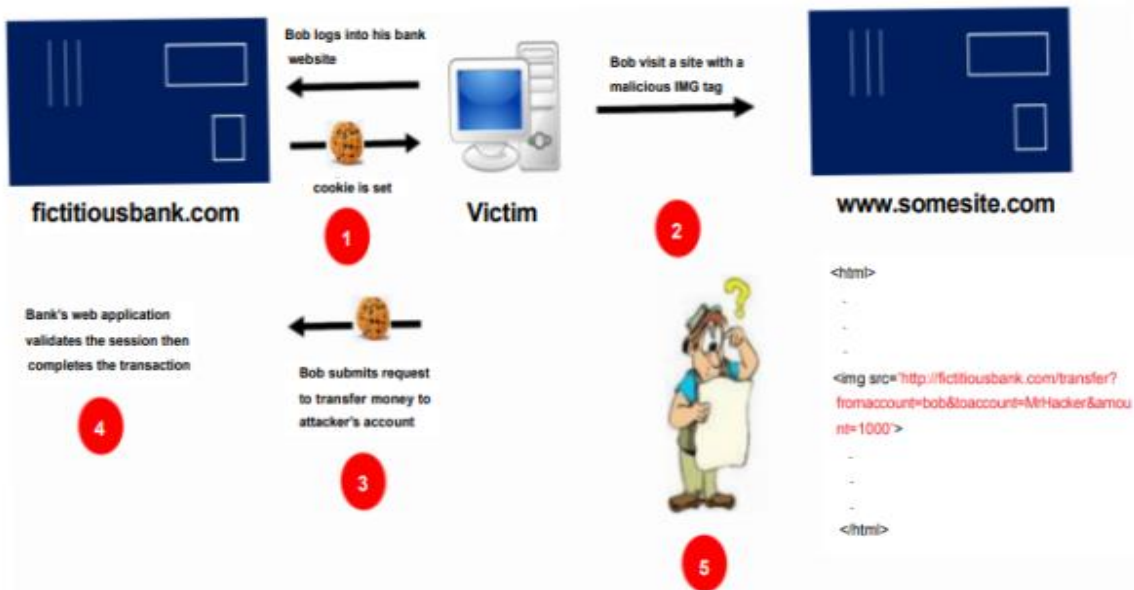 Bob logs into his bank
website
cookie is set
fictitiousbank.com
1
Victim
Bob visit a site with a
malicious IMG tag
2
www.somesite.com
Bob submits request
to transfer money to
attacker's account
3
Bank's web application
validates the session then
completes the transaction
4
5
<html>
-
-
-
<img src='http://fictitiousbank.com/transfer?
fromaccount=bob&toaccount=MrHacker&amou
nt=1000'>
-
-
-
</html>
?